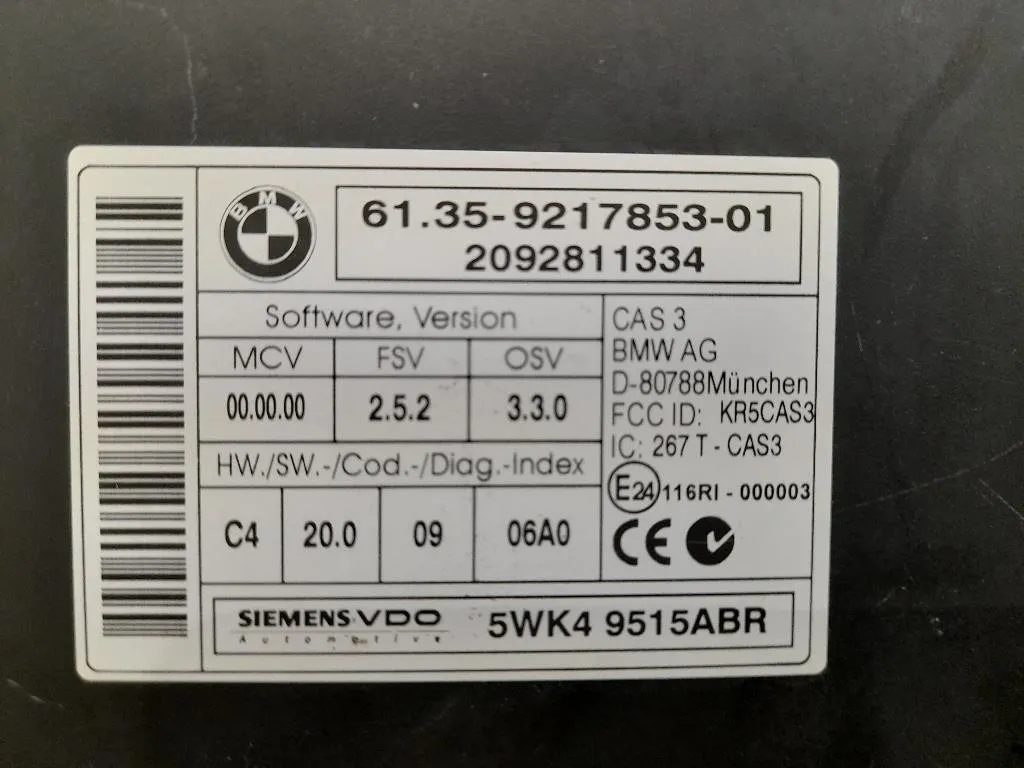 BMW
61.35-9217853-01
2092811334
Software, Version
MCV FSV OSV
00.00.00 2.5.2 3.3.0
HW./SW.-/Cod.-/Diag.-Index
C4 20.0 09 06A0
CAS 3
BMW AG
D-80788München
FCC ID: KR5CAS3
IC: 267 T - CAS3
E24 116RI - 000003
CE
SIEMENS VDO
Automotive
5WK4 9515ABR